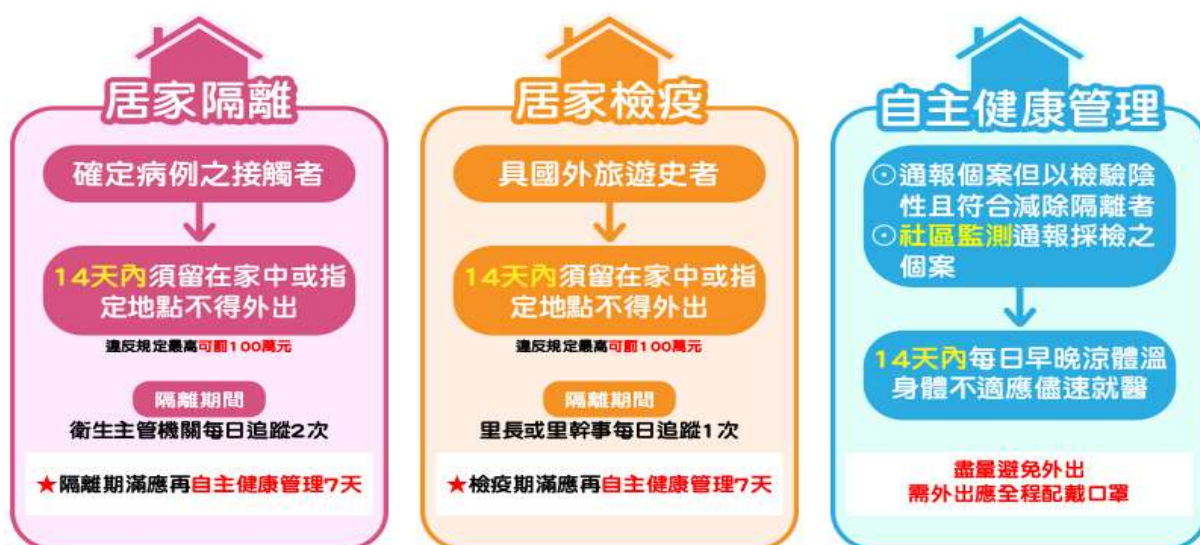 居家隔離
確定病例之接觸者
14天內須留在家中或指
定地點不得外出
違反規定最高可罰100萬元
隔離期間
衛生主管機關每日追蹤2次
★隔離期滿應再自主健康管理7天
居家檢疫
具國外旅遊史者
14天內須留在家中或指
定地點不得外出
違反規定最高可罰100萬元
隔離期間
里長或里幹事每日追蹤1次
★檢疫期滿應再自主健康管理7天
自主健康管理
⊙通報個案但以檢驗陰
性且符合減除隔離者
⊙社區監測通報採檢之
個案
14天內每日早晚涼體溫
身體不適應儘速就醫
盡量避免外出
需外出應全程配戴口罩